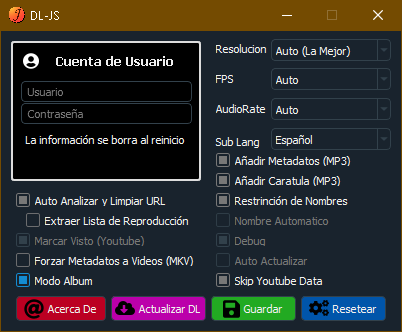 DL-JS
Cuenta de Usuario
Usuario
Contraseña
La información se borra al reinicio
Resolucion
Auto (La Mejor)
FPS
Auto
AudioRate
Auto
Sub Lang
Español
Auto Analizar y Limpiar URL
Extraer Lista de Reproducción
Marcar Visto (Youtube)
Forzar Metadatos a Videos (MKV)
Modo Album
Añadir Metadatos (MP3)
Añadir Caratula (MP3)
Restrinción de Nombres
Nombre Automatico
Debug
Auto Actualizar
Skip Youtube Data
Acerca De
Actualizar DL
Guardar
Resetear